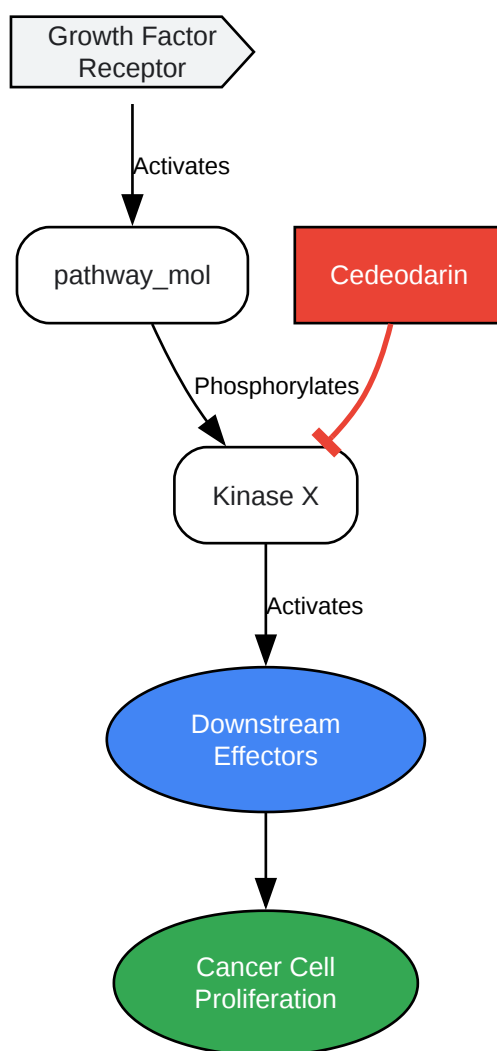 Growth Factor
Receptor
Activates
pathway_mol
Cedeodarin
Phosphorylates
Kinase X
Activates
Downstream
Effectors
Cancer Cell
Proliferation